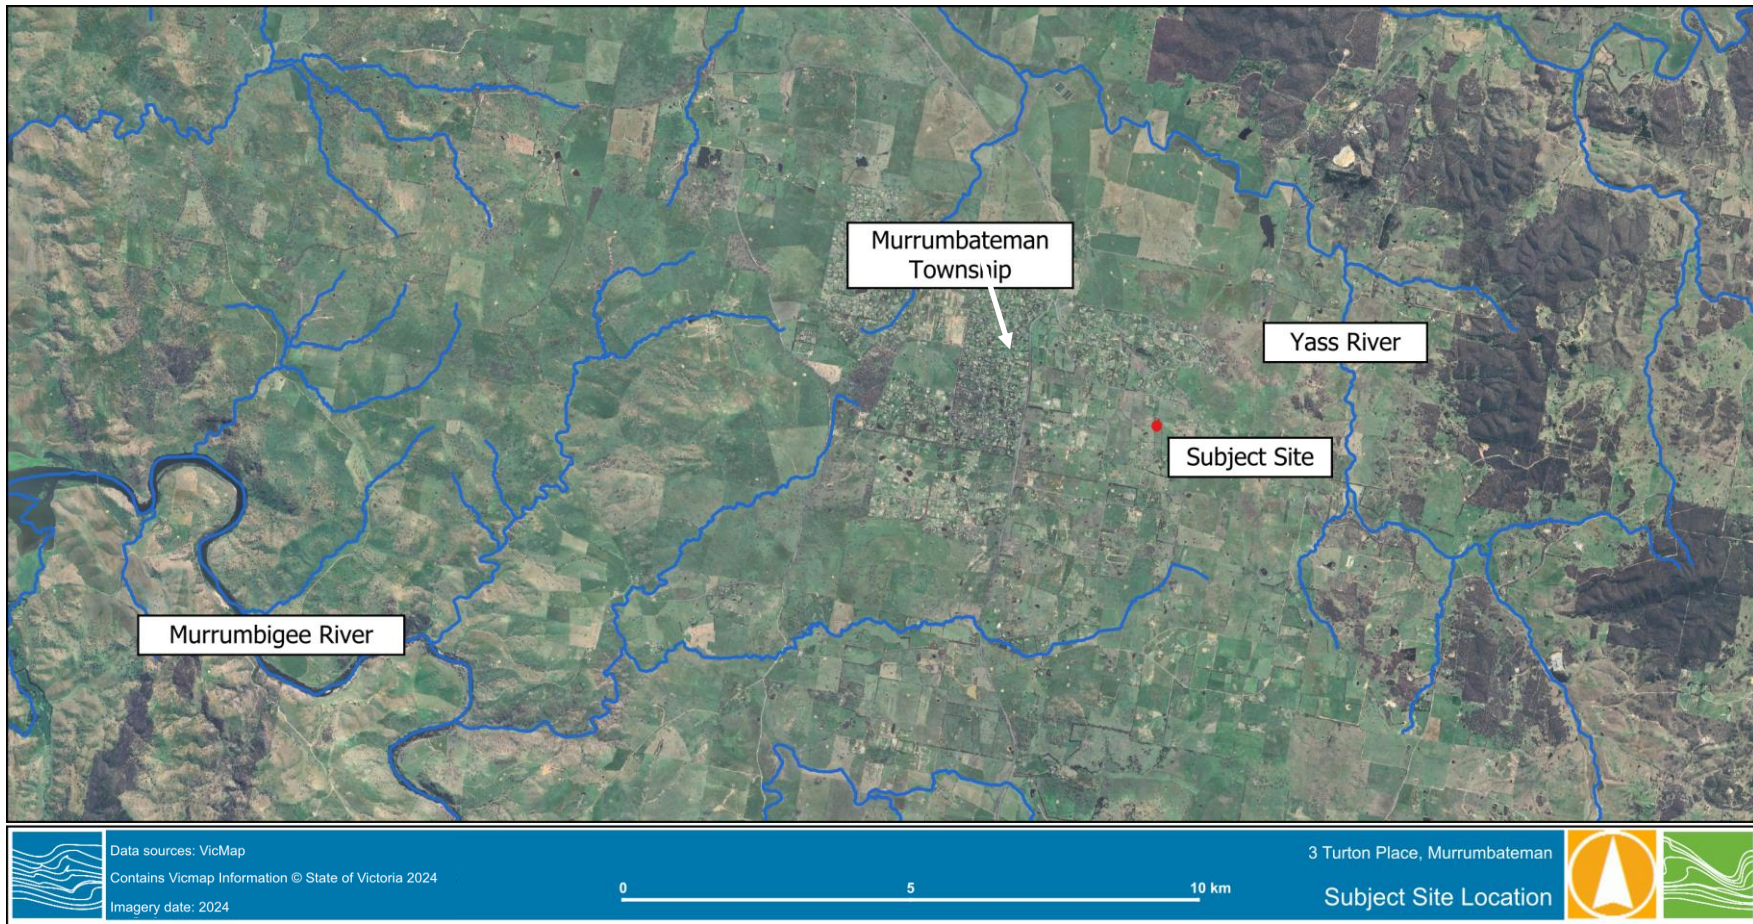 Murrumbateman
Township
Yass River
Subject Site
Murrumbigee River
Data sources: VicMap
Contains Vicmap Information © State of Victoria 2024
Imagery date: 2024
0
5
10 km
3 Turton Place, Murrumbateman
Subject Site Location